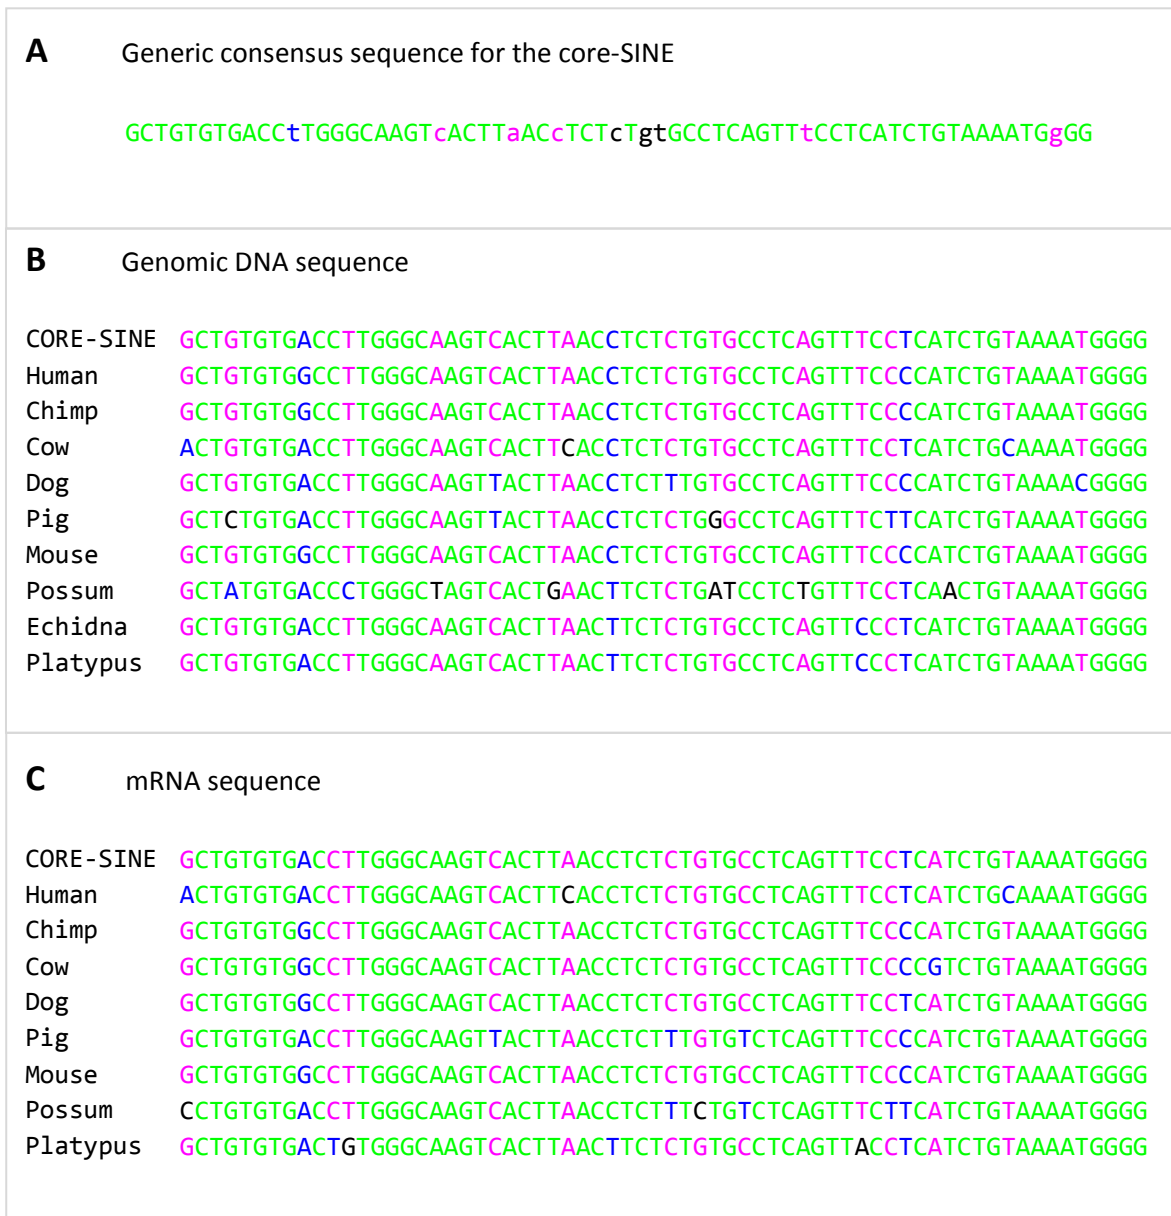 A Generic consensus sequence for the core-SINE
GCTGTGTGACCtTGGGCAAGTcACTTaACcTCTcTgtGCCTCAGTTtCCTCATCTGTAAAATGgGG
B Genomic DNA sequence
CORE-SINE GCTGTGTGACCTTGGGCAAGTCACTTAACCTCTCTGTGCCTCAGTTTCCTCATCTGTAAAATGGGG
Human GCTGTGTGGCCTTGGGCAAGTCACTTAACCTCTCTGTGCCTCAGTTTCCCCATCTGTAAAATGGGG
Chimp GCTGTGTGGCCTTGGGCAAGTCACTTAACCTCTCTGTGCCTCAGTTTCCCCATCTGTAAAATGGGG
Cow ACTGTGTGACCTTGGGCAAGTCACTTCACCTCTCTGTGCCTCAGTTTCCTCATCTGCAAAATGGGG
Dog GCTGTGTGACCTTGGGCAAGTTACTTAACCTCTTTGTGCCTCAGTTTCCCCATCTGTAAAACGGGG
Pig GCTCTGTGACCTTGGGCAAGTTACTTAACCTCTCTGGGCCTCAGTTTCTTCATCTGTAAAATGGGG
Mouse GCTGTGTGGCCTTGGGCAAGTCACTTAACCTCTCTGTGCCTCAGTTTCCCCATCTGTAAAATGGGG
Possum GCTATGTGACCCTGGGCTAGTCACTGAACTTCTCTGATCCTCTGTTTCCTCAACTGTAAAATGGGG
Echidna GCTGTGTGACCTTGGGCAAGTCACTTAACTTCTCTGTGCCTCAGTTCCCTCATCTGTAAAATGGGG
Platypus GCTGTGTGACCTTGGGCAAGTCACTTAACTTCTCTGTGCCTCAGTTCCCTCATCTGTAAAATGGGG
C mRNA sequence
CORE-SINE GCTGTGTGACCTTGGGCAAGTCACTTAACCTCTCTGTGCCTCAGTTTCCTCATCTGTAAAATGGGG
Human ACTGTGTGACCTTGGGCAAGTCACTTCACCTCTCTGTGCCTCAGTTTCCTCATCTGCAAAATGGGG
Chimp GCTGTGTGGCCTTGGGCAAGTCACTTAACCTCTCTGTGCCTCAGTTTCCCCATCTGTAAAATGGGG
Cow GCTGTGTGGCCTTGGGCAAGTCACTTAACCTCTCTGTGCCTCAGTTTCCCCGTCTGTAAAATGGGG
Dog GCTGTGTGGCCTTGGGCAAGTCACTTAACCTCTCTGTGCCTCAGTTTCCTCATCTGTAAAATGGGG
Pig GCTGTGTGACCTTGGGCAAGTTACTTAACCTCTTTGTGTCTCAGTTTCCCCATCTGTAAAATGGGG
Mouse GCTGTGTGGCCTTGGGCAAGTCACTTAACCTCTCTGTGCCTCAGTTTCCCCATCTGTAAAATGGGG
Possum CCTGTGTGACCTTGGGCAAGTCACTTAACCTCTTTCTGTCTCAGTTTCTTCATCTGTAAAATGGGG
Platypus GCTGTGTGACTGTGGGCAAGTCACTTAACTTCTCTGTGCCTCAGTTACCTCATCTGTAAAATGGGG